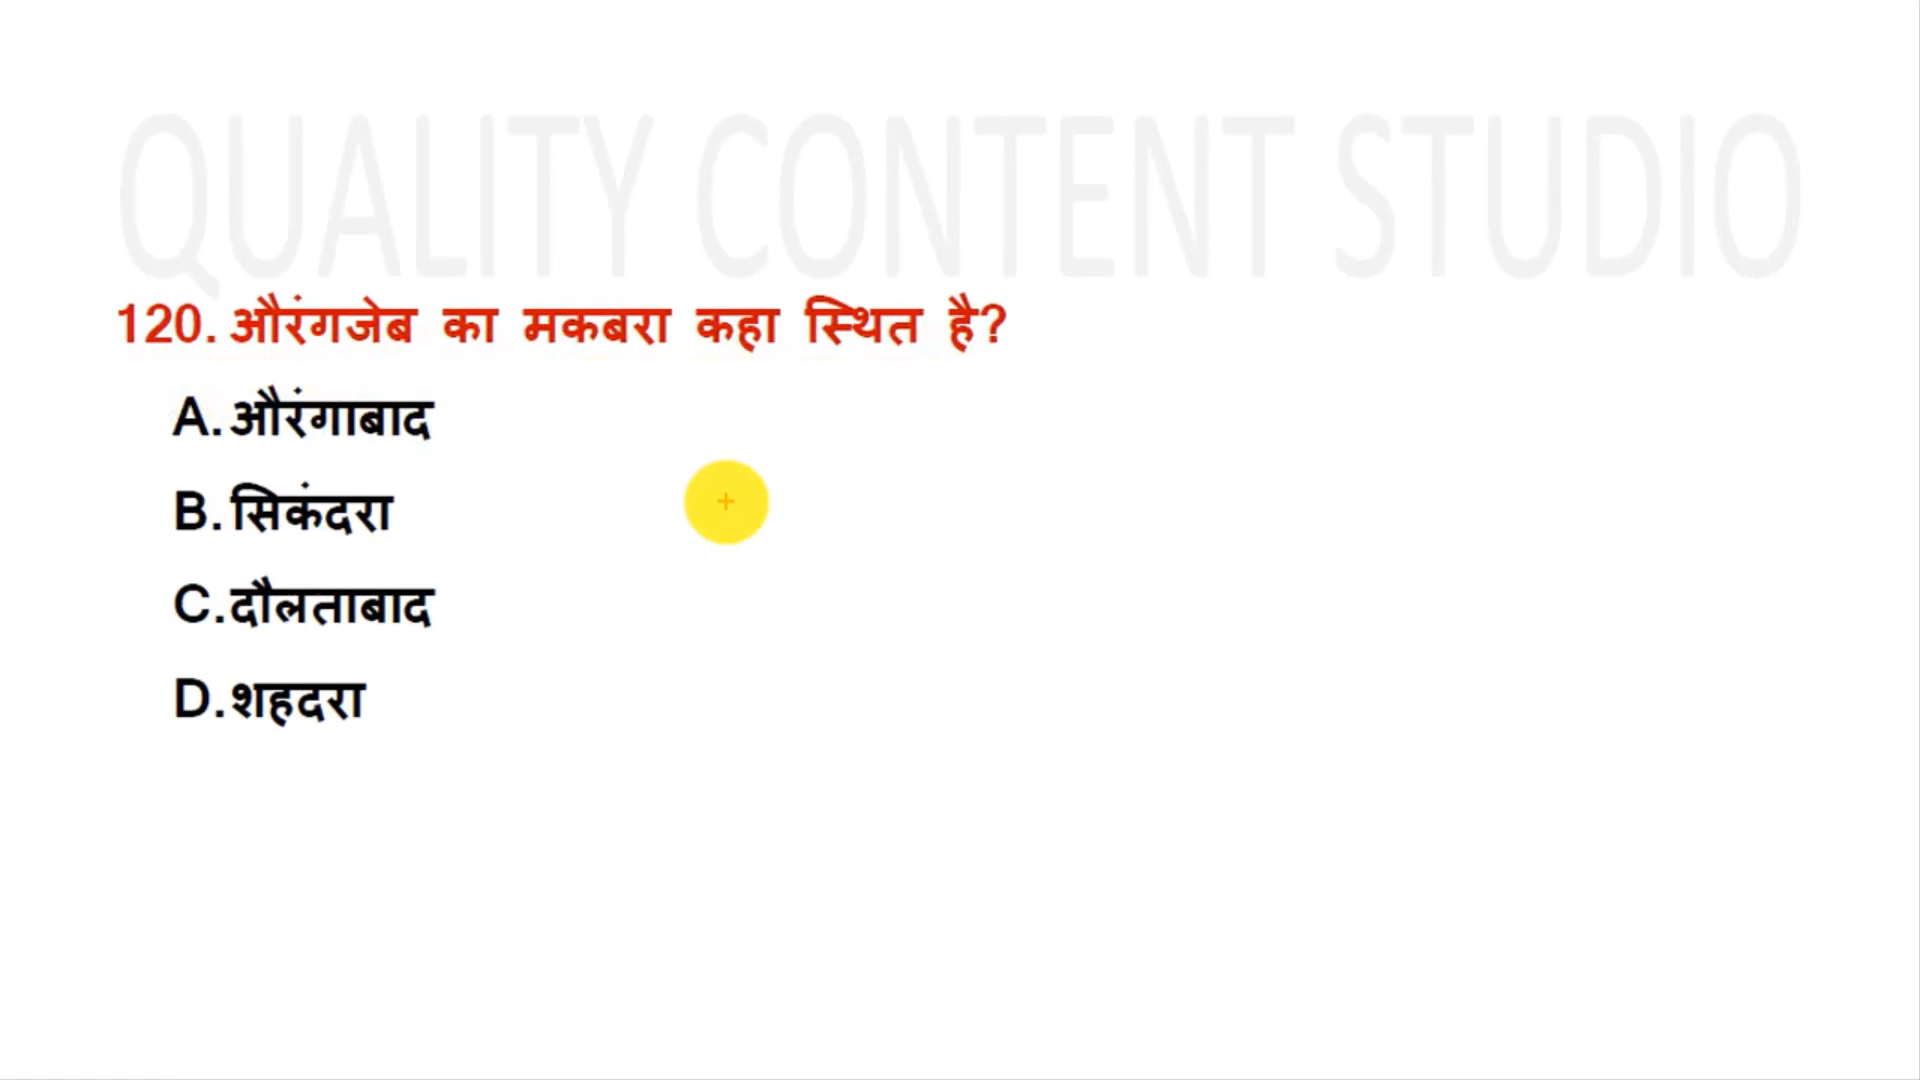 QUALITY CONTENT STUDIO
120. औरंगजेब का मकबरा कहा स्थित है?
A. औरंगाबाद
B. सिकंदरा
C. दौलताबाद
D. शहदरा